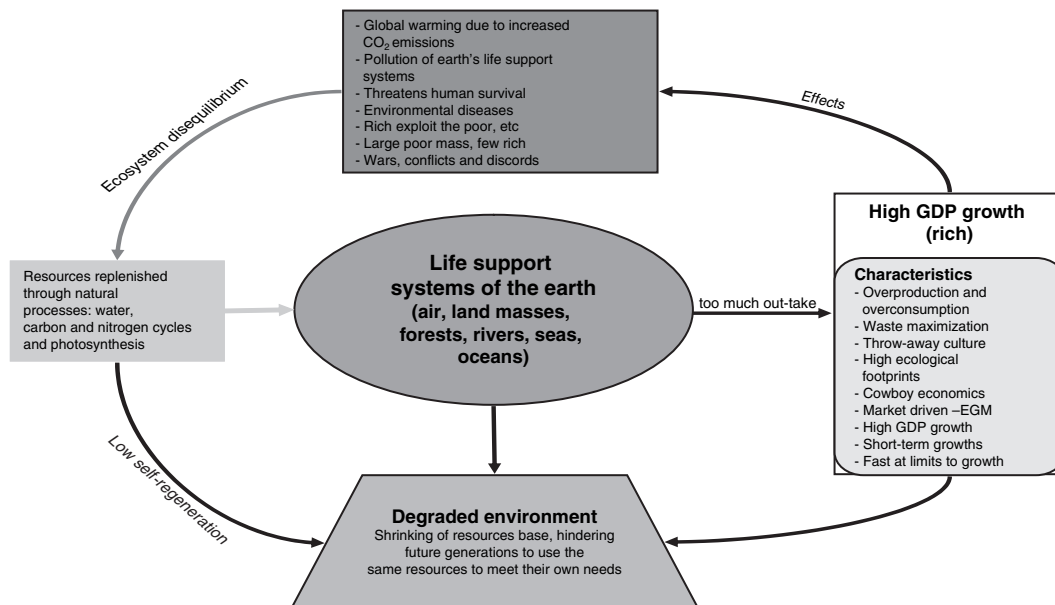 - Global warming due to increased
CO₂ emissions
- Pollution of earth's life support
systems
- Threatens human survival
- Environmental diseases
- Rich exploit the poor, etc
- Large poor mass, few rich
- Wars, conflicts and discords
Effects
Ecosystem disequilibrium
High GDP growth
(rich)
Characteristics
- Overproduction and
overconsumption
- Waste maximization
- Throw-away culture
- High ecological
footprints
- Cowboy economics
- Market driven –EGM
- High GDP growth
- Short-term growths
- Fast at limits to growth
Resources replenished
through natural
processes: water,
carbon and nitrogen cycles
and photosynthesis
Life support
systems of the earth
(air, land masses,
forests, rivers, seas,
oceans)
too much out-take
Low self-regeneration
Degraded environment
Shrinking of resources base, hindering
future generations to use the
same resources to meet their own needs